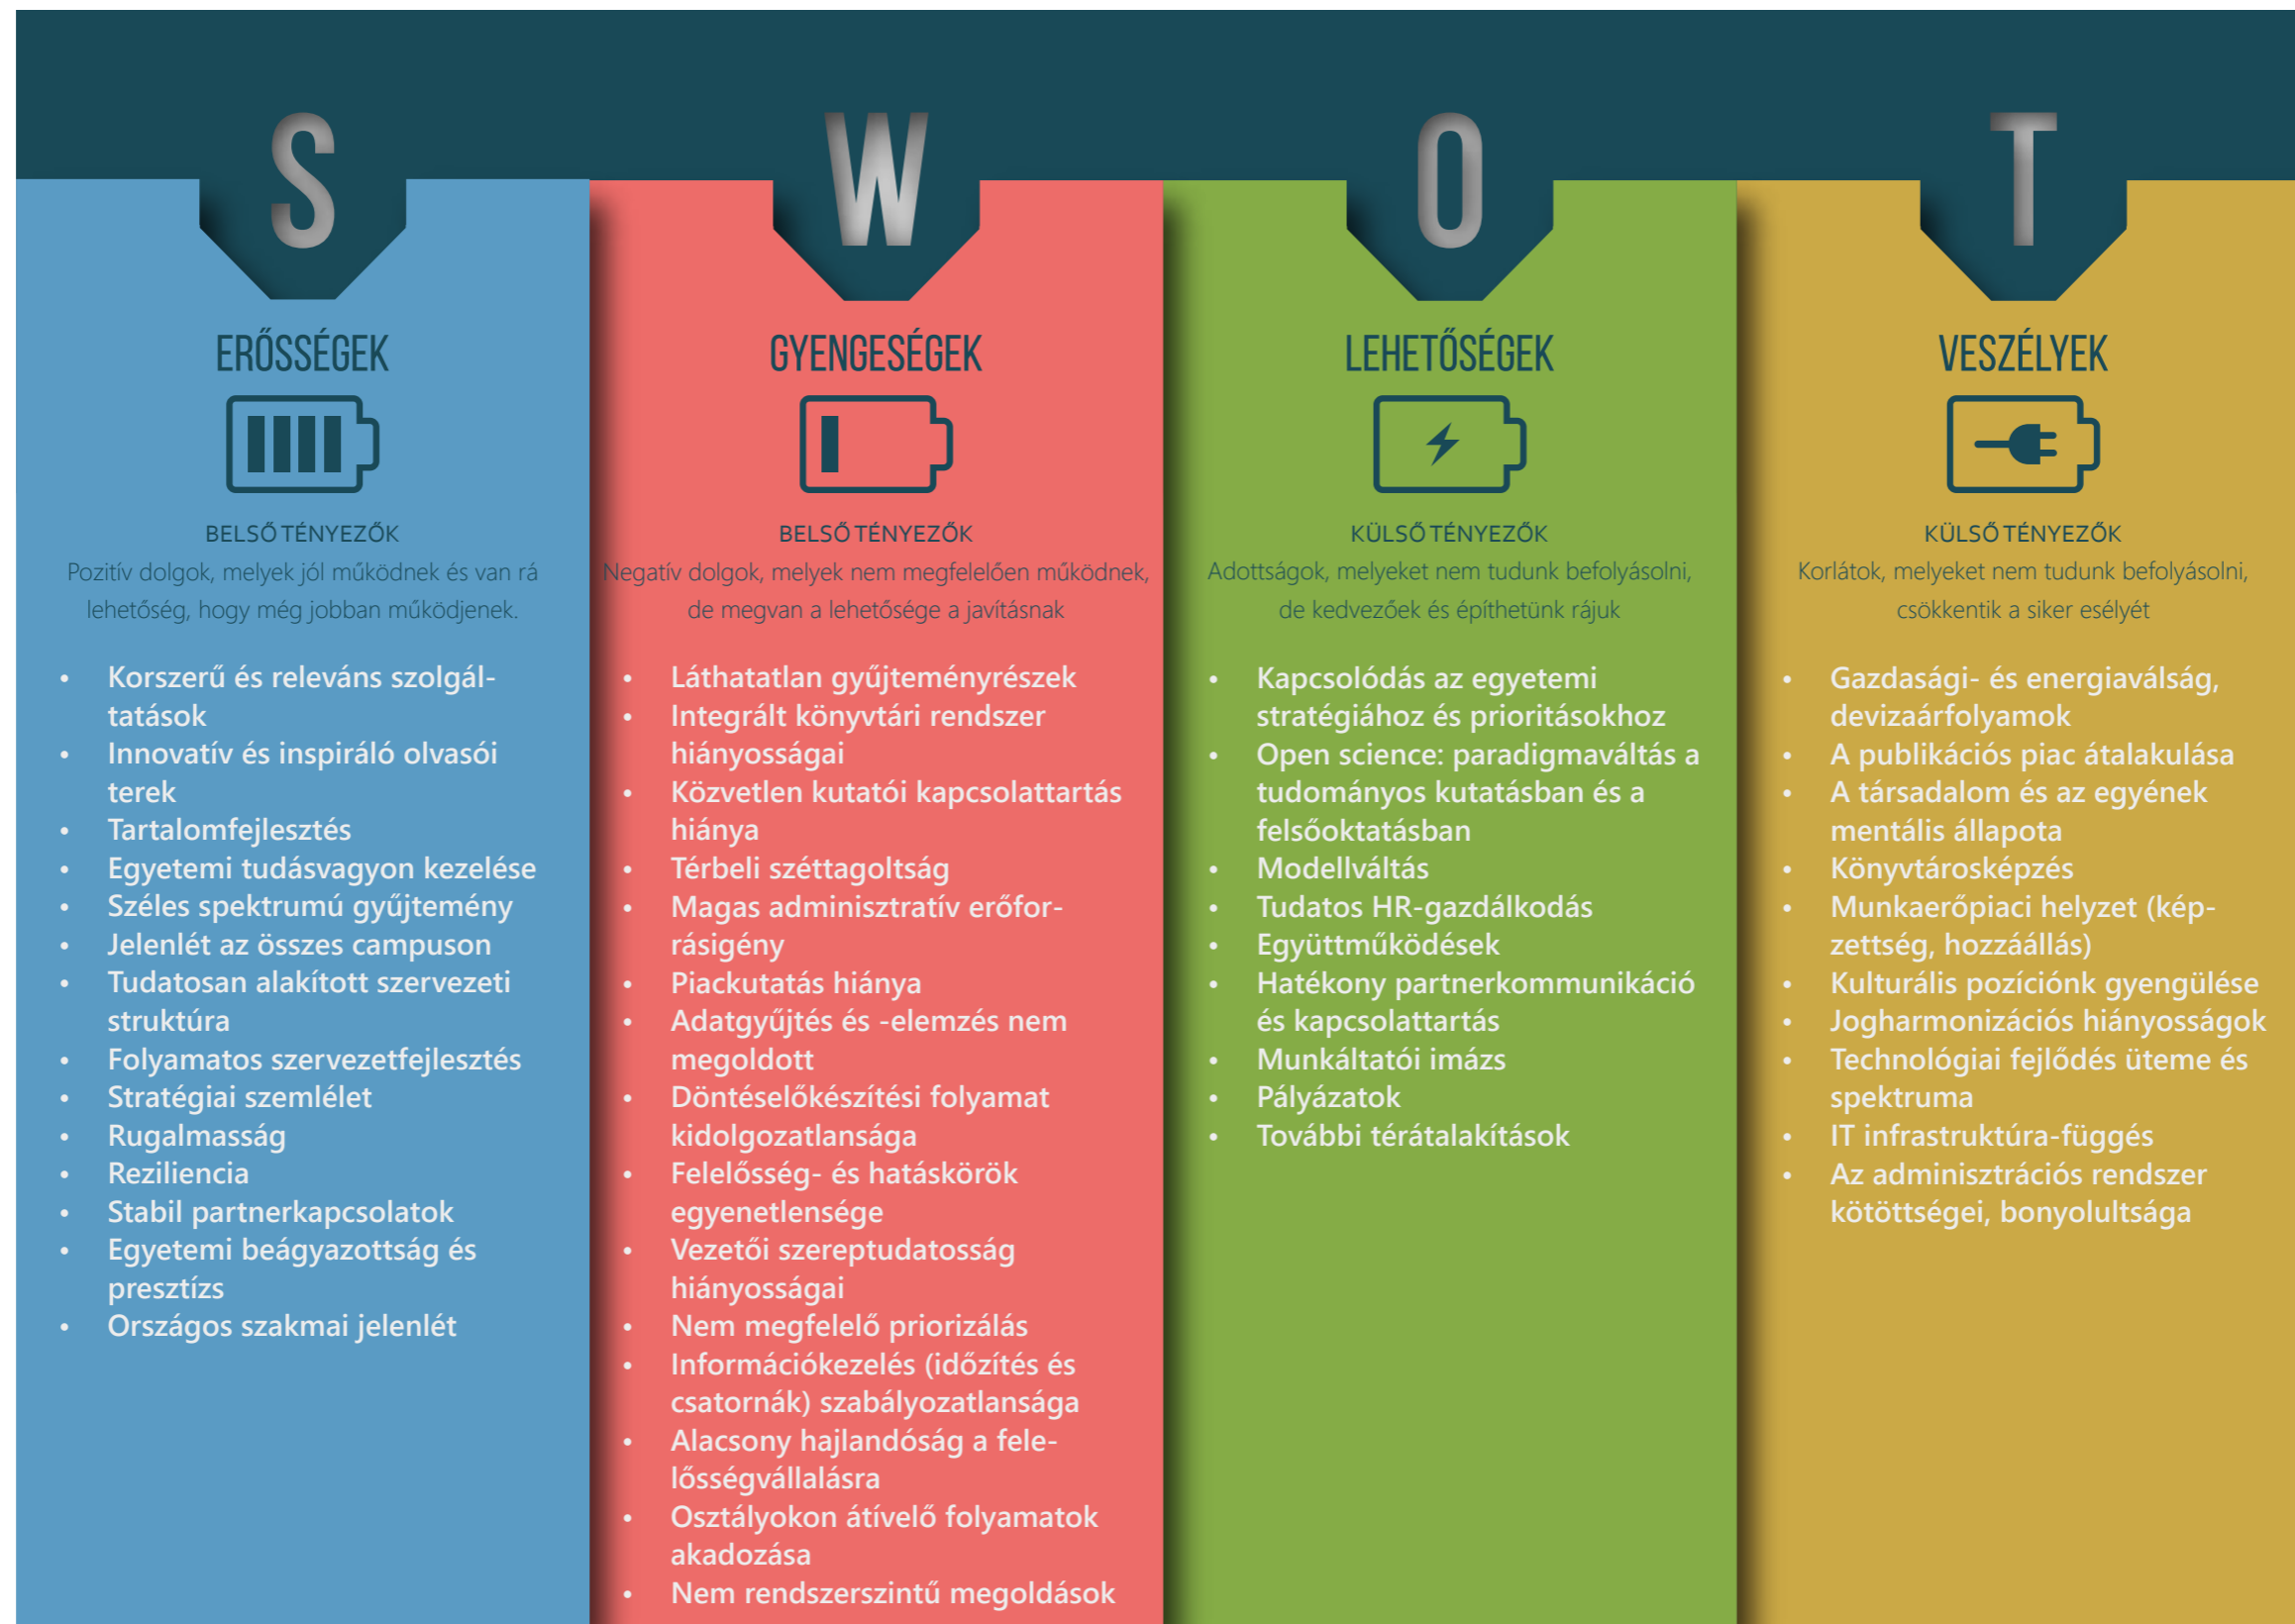 S
ERŐSSÉGEK
BELSŐ TÉNYEZŐK
Pozitív dolgok, melyek jól működnek és van rá
lehetőség, hogy még jobban működjenek.
• Korszerű és releváns szolgál-
tatások
• Innovatív és inspiráló olvasói
terek
• Tartalomfejlesztés
• Egyetemi tudásvagyon kezelése
• Széles spektrumú gyűjtemény
• Jelenlét az összes campuson
• Tudatosan alakított szervezeti
struktúra
• Folyamatos szervezetfejlesztés
• Stratégiai szemlélet
• Rugalmasság
• Reziliencia
• Stabil partnerkapcsolatok
• Egyetemi beágyazottság és
presztízs
• Országos szakmai jelenlét
W
GYENGESÉGEK
BELSŐ TÉNYEZŐK
Negatív dolgok, melyek nem megfelelően működnek,
de megvan a lehetősége a javításnak
• Láthatatlan gyűjteményrészek
• Integrált könyvtári rendszer
hiányosságai
• Közvetlen kutatói kapcsolattartás
hiánya
• Térbeli széttagoltság
• Magas adminisztratív erőfor-
rásigény
• Piackutatás hiánya
• Adatgyűjtés és -elemzés nem
megoldott
• Döntéselőkészítési folyamat
kidolgozatlansága
• Felelősség- és hatáskörök
egyenetlensége
• Vezetői szereptudatosság
hiányosságai
• Nem megfelelő priorizálás
• Információkezelés (időzítés és
csatornák) szabályozatlansága
• Alacsony hajlandóság a fele-
lősségvállalásra
• Osztályokon átívelő folyamatok
akadozása
• Nem rendszerszintű megoldások
O
LEHETŐSÉGEK
KÜLSŐ TÉNYEZŐK
Adottságok, melyeket nem tudunk befolyásolni,
de kedvezőek és építhetünk rájuk
• Kapcsolódás az egyetemi
stratégiához és prioritásokhoz
• Open science: paradigmaváltás a
tudományos kutatásban és a
felsőoktatásban
• Modellváltás
• Tudatos HR-gazdálkodás
• Együttműködések
• Hatékony partnerkommunikáció
és kapcsolattartás
• Munkáltatói imázs
• Pályázatok
• További térátalakítások
T
VESZÉLYEK
KÜLSŐ TÉNYEZŐK
Korlátok, melyeket nem tudunk befolyásolni,
csökkentik a siker esélyét
• Gazdasági- és energiaválság,
devizaárfolyamok
• A publikációs piac átalakulása
• A társadalom és az egyének
mentális állapota
• Könyvtárosképzés
• Munkaerőpiaci helyzet (kép-
zettség, hozzáállás)
• Kulturális pozíciónk gyengülése
• Jogharmonizációs hiányosságok
• Technológiai fejlődés üteme és
spektruma
• IT infrastruktúra-függés
• Az adminisztrációs rendszer
kötöttségei, bonyolultsága